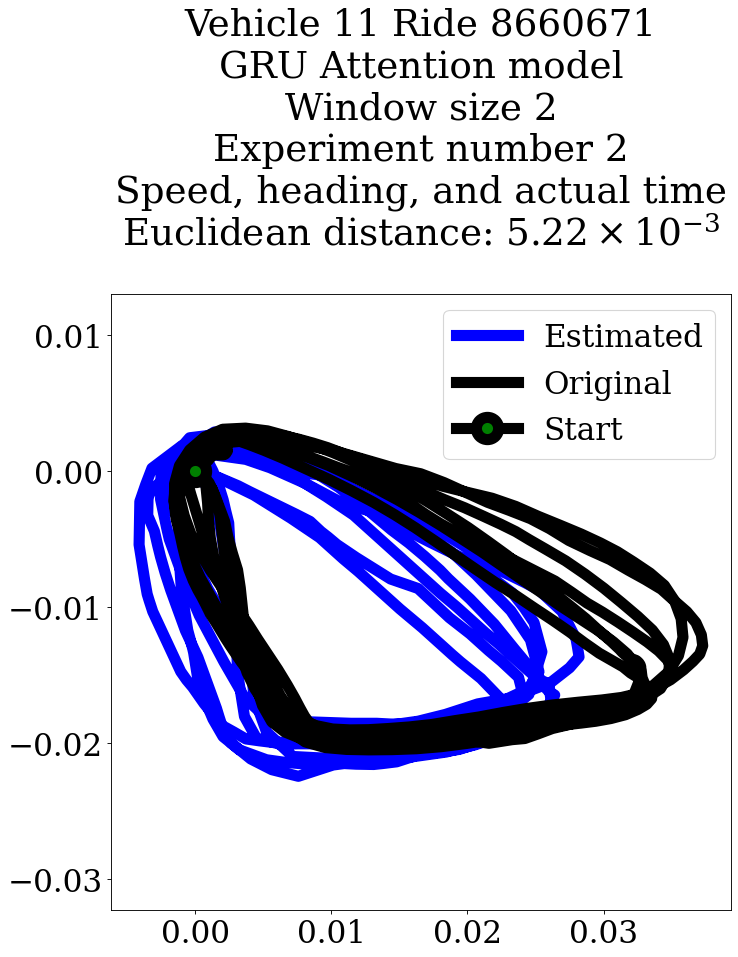 Vehicle 11 Ride 8660671
GRU Attention model
Window size 2
Experiment number 2
Speed, heading, and actual time
Euclidean distance: 5.22 × 10⁻³
Estimated
Original
Start
0.01
0.00
−0.01
−0.02
−0.03
0.00 0.01 0.02 0.03